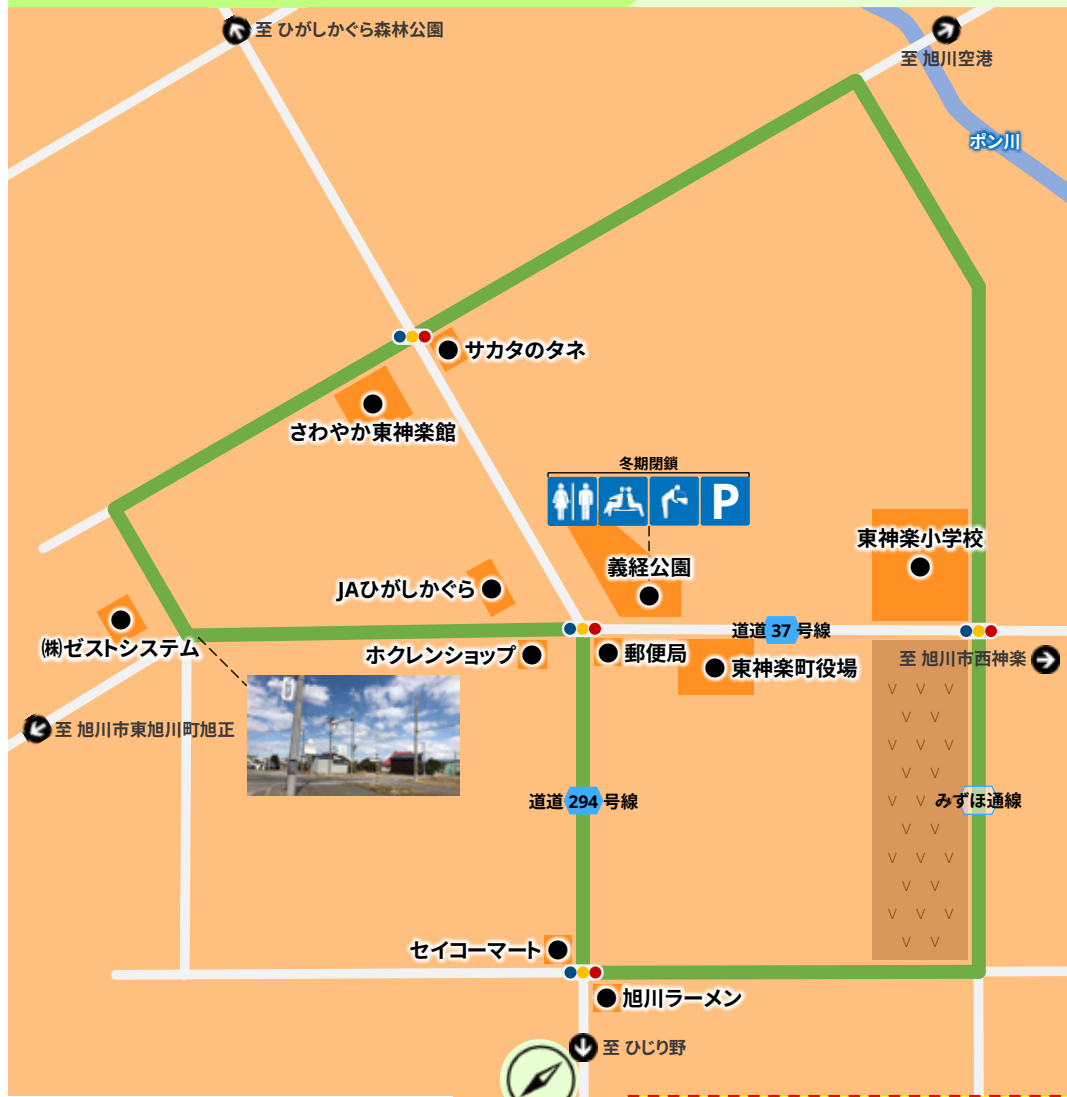 至 ひがしかぐら森林公園
至 旭川空港
ポン川
サカタのタネ
さわやか東神楽館
冬期閉鎖
P
東神楽小学校
義経公園
JAひがしかぐら
道道 37 号線
㈱ゼストシステム
ホクレンショップ
郵便局
東神楽町役場
至 旭川市西神楽
至 旭川市東旭川町旭正
道道 294 号線
みずほ通線
セイコーマート
旭川ラーメン
至 ひじり野